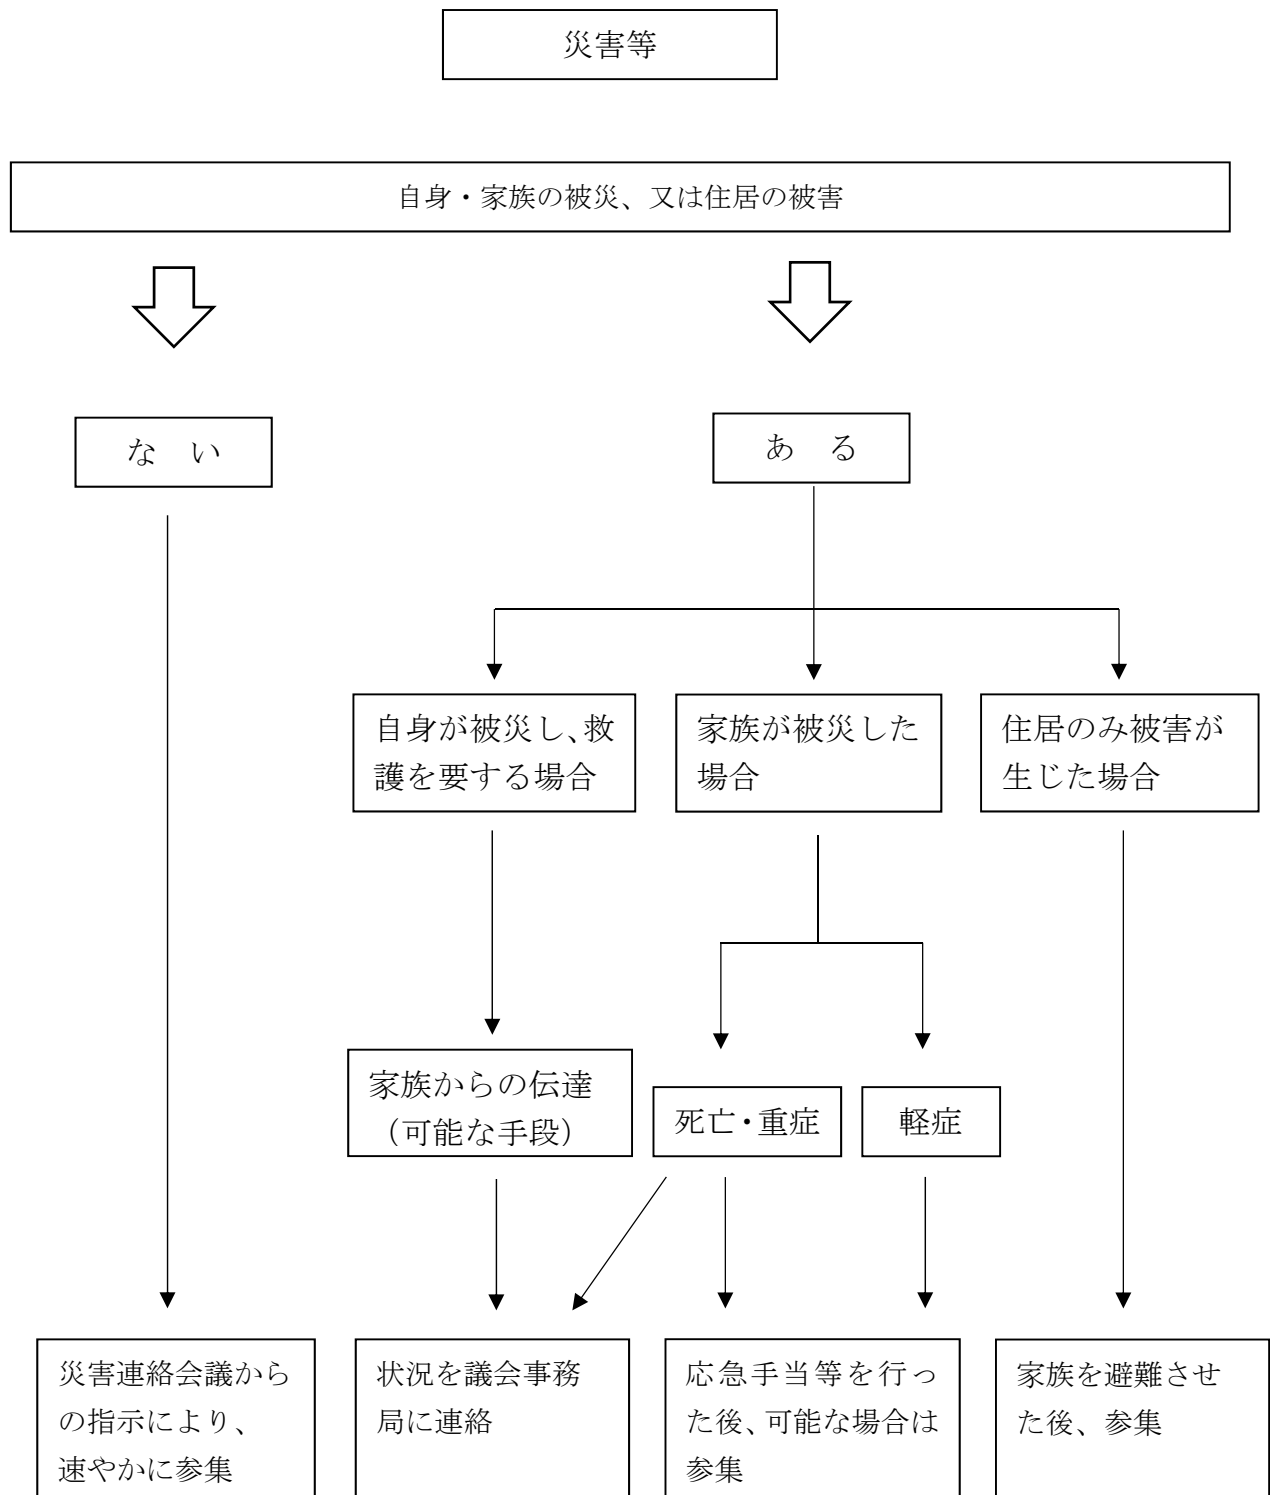 災害等
自身・家族の被災、又は住居の被害
な　い
あ　る
自身が被災し、救
護を要する場合
家族が被災した
場合
住居のみ被害が
生じた場合
家族からの伝達
（可能な手段）
死亡・重症
軽症
災害連絡会議から
の指示により、
速やかに参集
状況を議会事務
局に連絡
応急手当等を行っ
た後、可能な場合は
参集
家族を避難させ
た後、参集